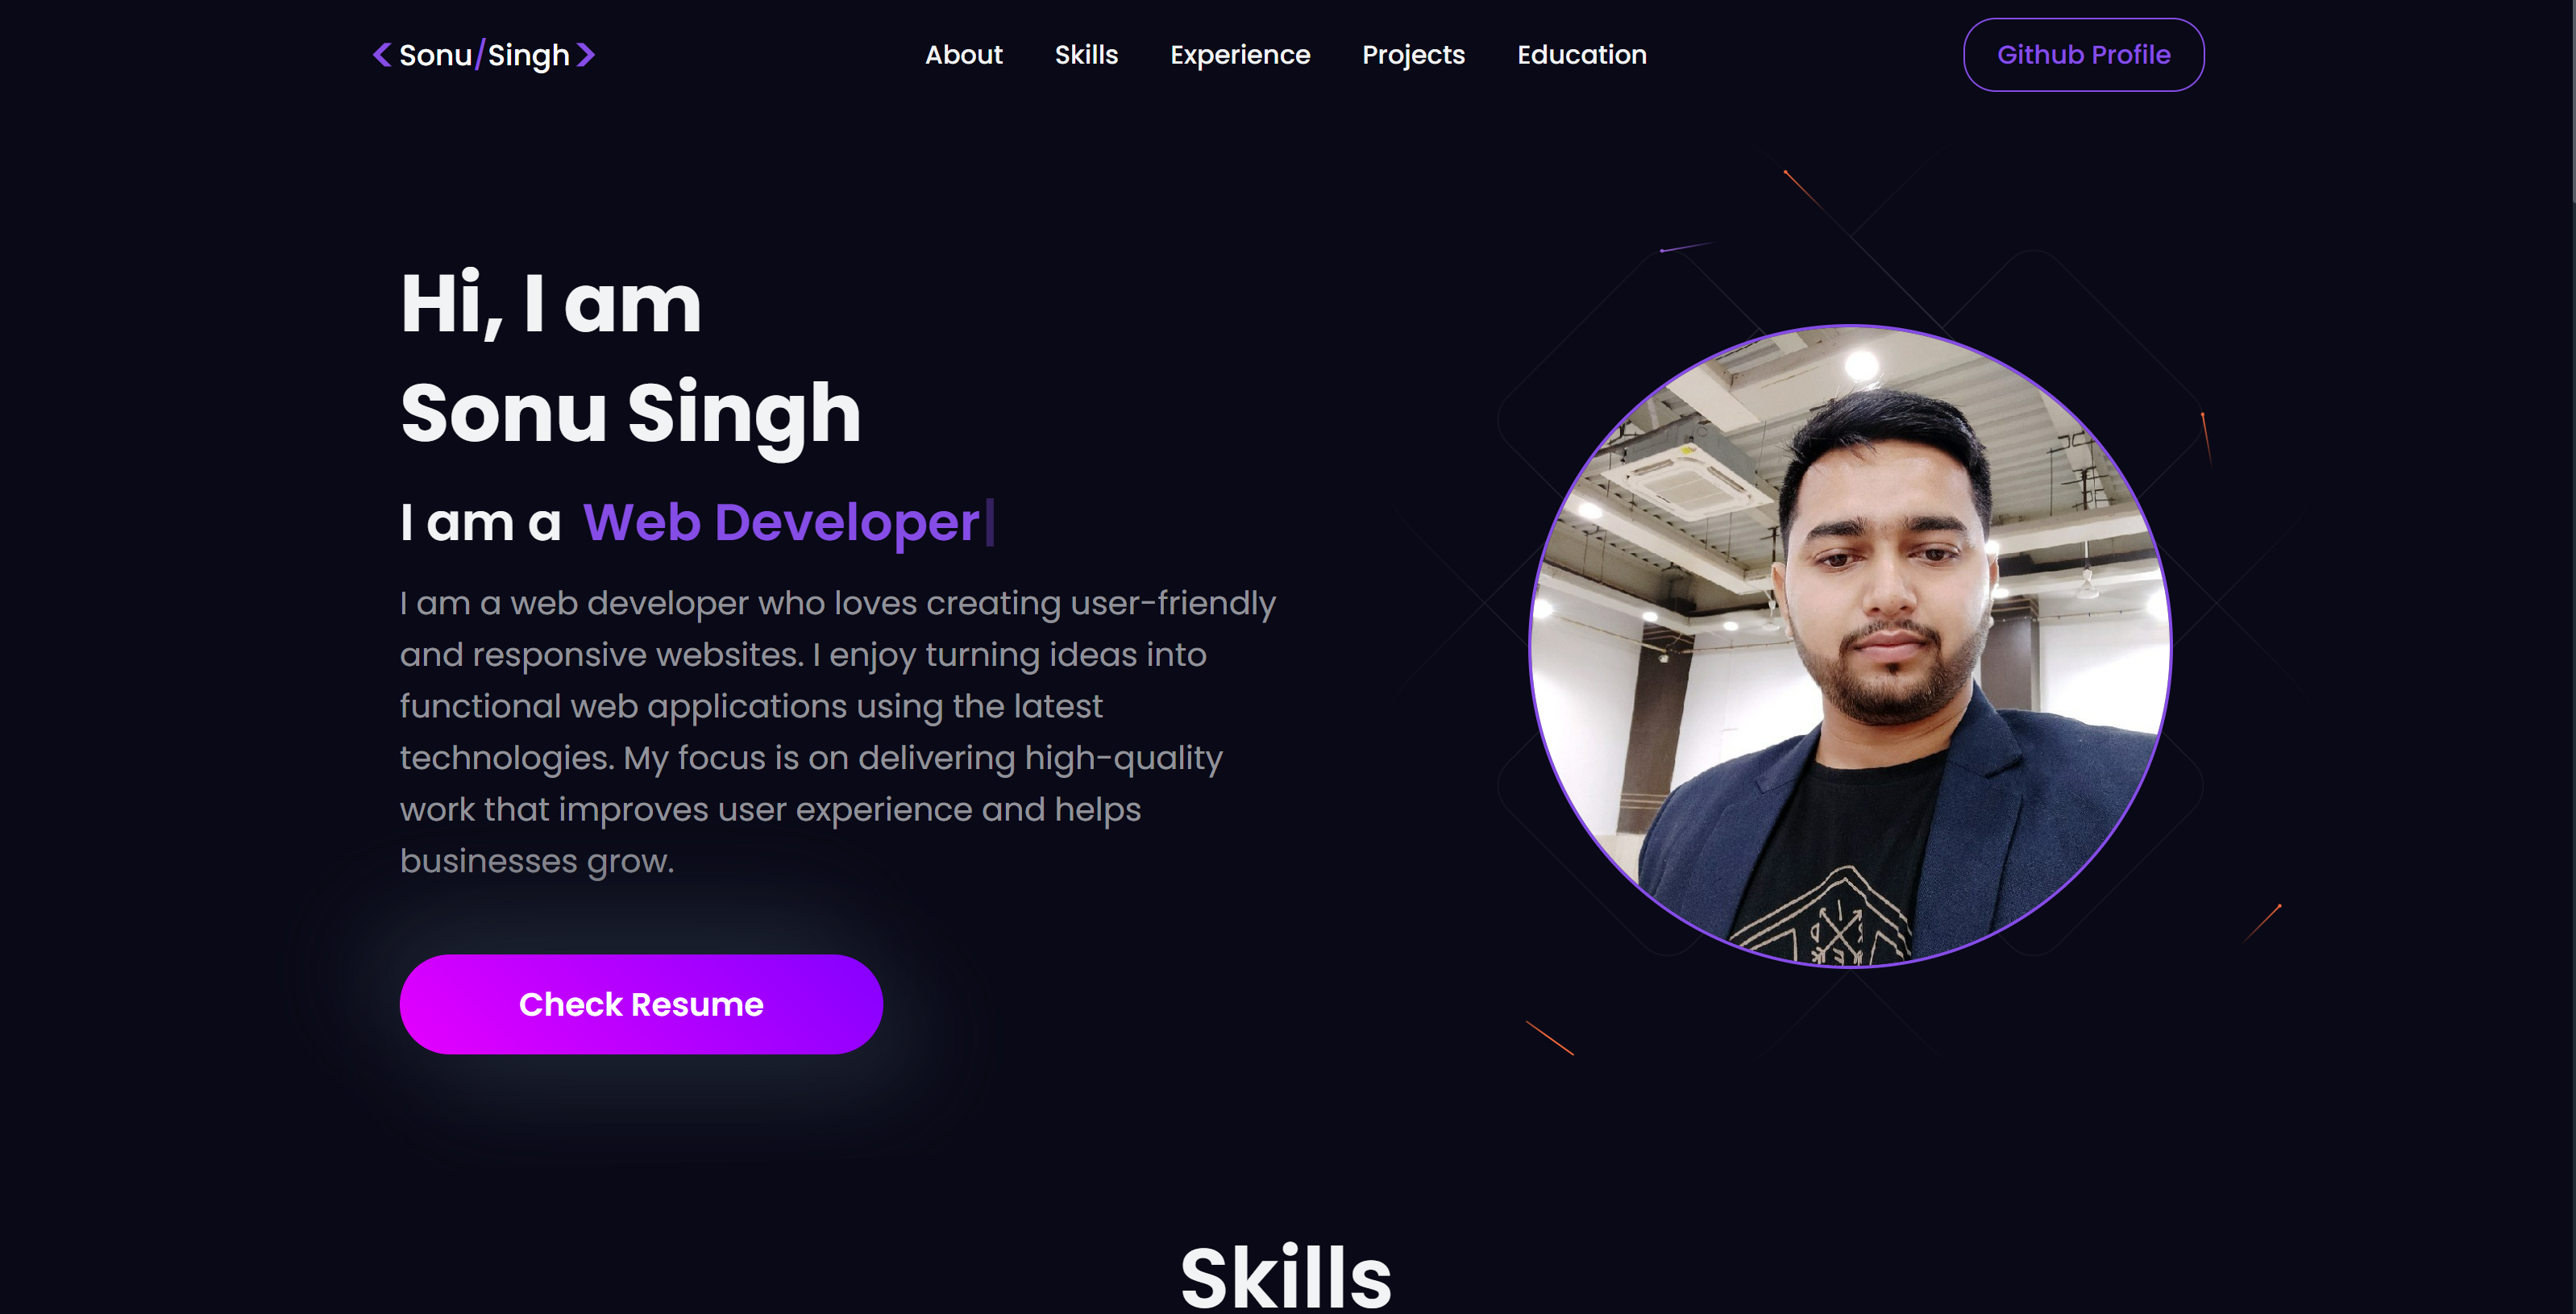 <Sonu/Singh>
About Skills Experience Projects Education
Github Profile
Hi, I am
Sonu Singh
I am a Web Developer|
I am a web developer who loves creating user-friendly
and responsive websites. I enjoy turning ideas into
functional web applications using the latest
technologies. My focus is on delivering high-quality
work that improves user experience and helps
businesses grow.
Check Resume
Skills